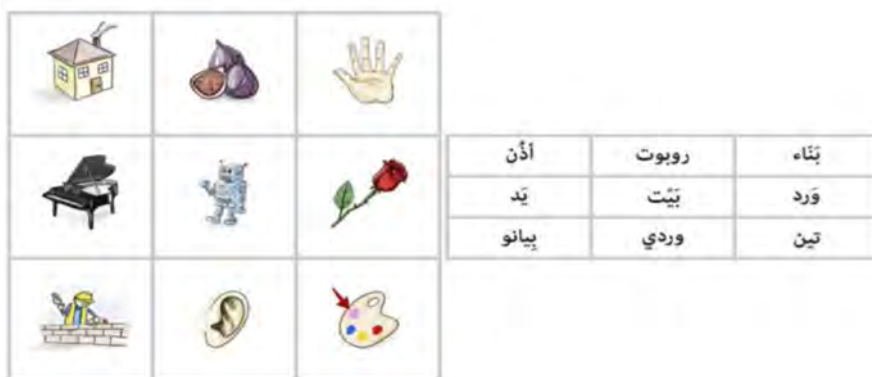 بَنّاء روبوت أُذُن
وَرد بَيْت يَد
تين وردي بِيانو